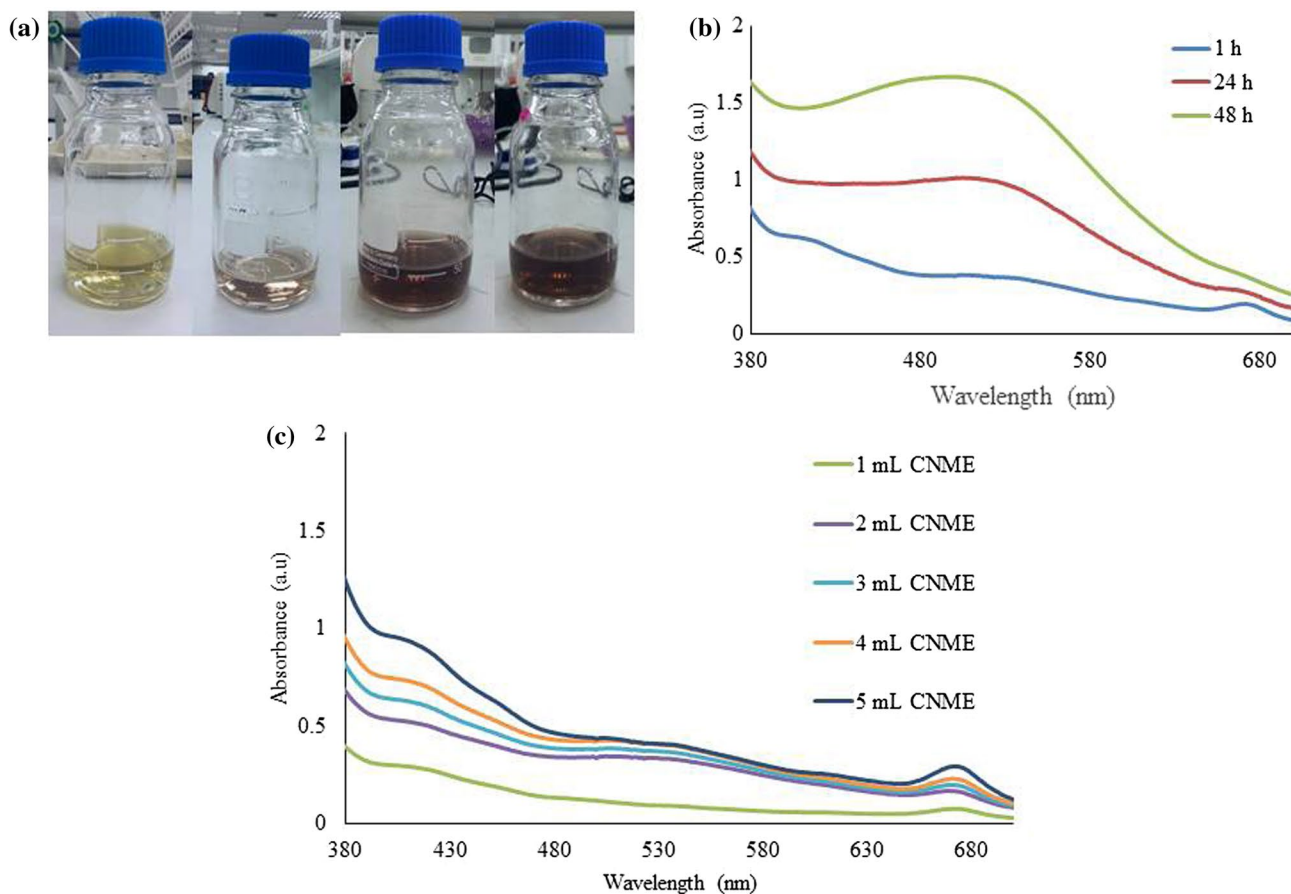 (a)
50
(b)
2
1.5
1
0.5
0
Absorbance (a.u)
1 h
24 h
48 h
380
480
580
680
Wavelength (nm)
(c)
2
1.5
1
0.5
0
Absorbance (a.u)
1 mL CNME
2 mL CNME
3 mL CNME
4 mL CNME
5 mL CNME
380
430
480
530
580
630
680
Wavelength (nm)